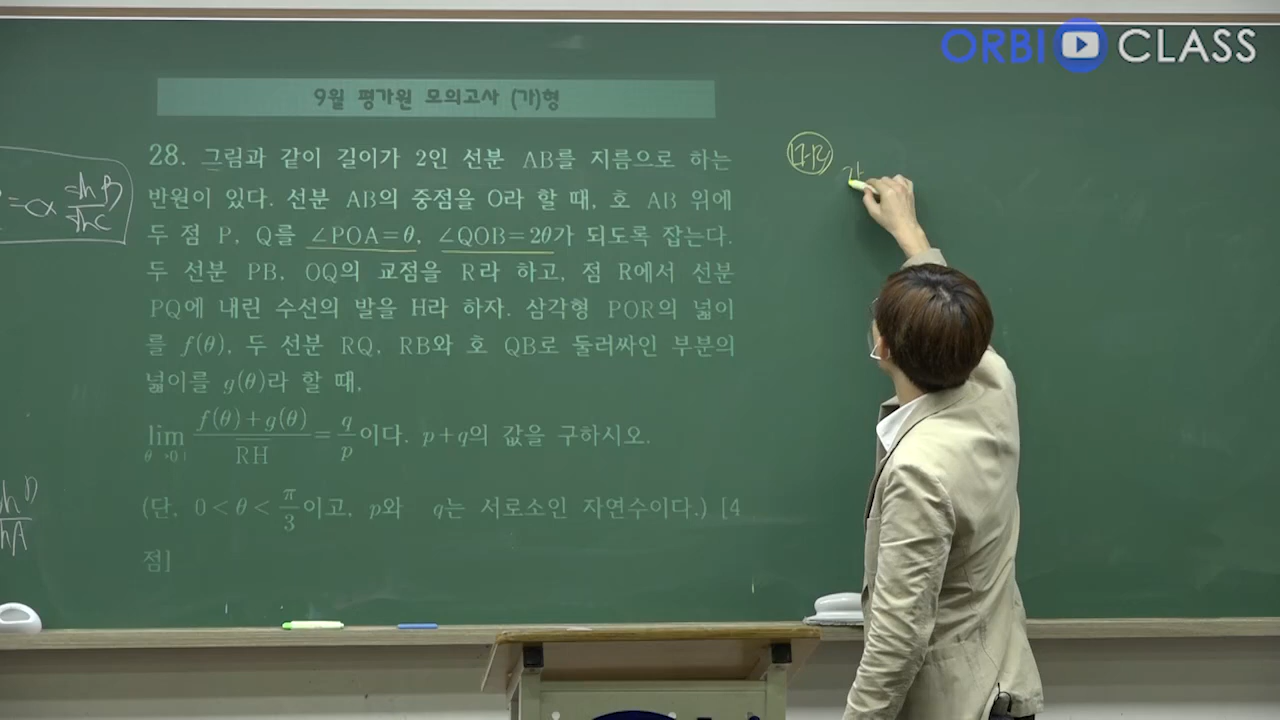 ORBI CLASS
9월 평가원 모의고사 (가)형
28. 그림과 같이 길이가 2인 선분 AB를 지름으로 하는
반원이 있다. 선분 AB의 중점을 O라 할 때, 호 AB 위에
두 점 P, Q를 ∠POA=θ, ∠QOB=2θ가 되도록 잡는다.
두 선분 PB, OQ의 교점을 R라 하고, 점 R에서 선분
PQ에 내린 수선의 발을 H라 하자. 삼각형 POR의 넓이
를 f(θ), 두 선분 RQ, RB와 호 QB로 둘러싸인 부분의
넓이를 g(θ)라 할 때,
lim θ→0+ (f(θ)+g(θ))/RH = q/p 이다. p+q의 값을 구하시오.
(단, 0<θ<π/3이고, p와 q는 서로소인 자연수이다.) [4
점]